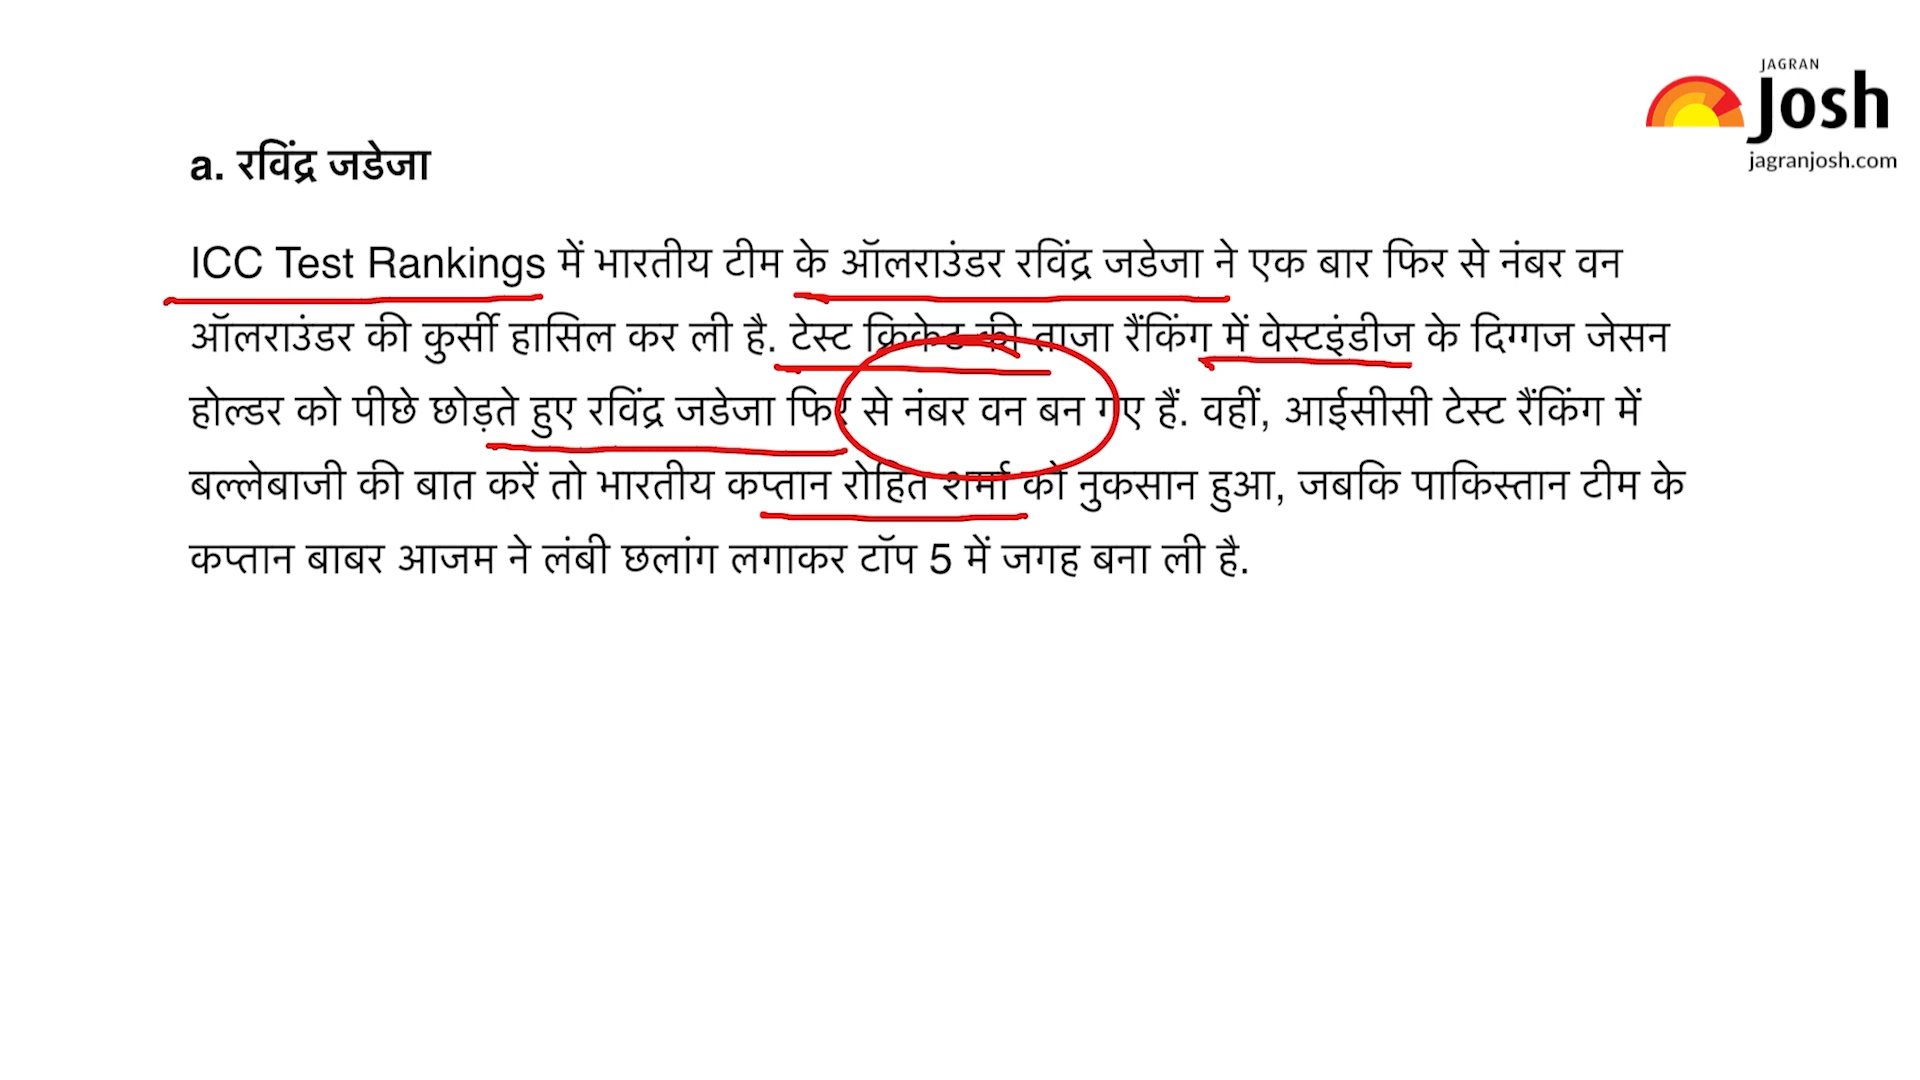 JAGRAN
Josh
jagranjosh.com
a. रविंद्र जडेजा
ICC Test Rankings में भारतीय टीम के ऑलराउंडर रविंद्र जडेजा ने एक बार फिर से नंबर वन
ऑलराउंडर की कुर्सी हासिल कर ली है. टेस्ट क्रिकेट की ताजा रैंकिंग में वेस्टइंडीज के दिग्गज जेसन
होल्डर को पीछे छोड़ते हुए रविंद्र जडेजा फिर से नंबर वन बन गए हैं. वहीं, आईसीसी टेस्ट रैंकिंग में
बल्लेबाजी की बात करें तो भारतीय कप्तान रोहित शर्मा को नुकसान हुआ, जबकि पाकिस्तान टीम के
कप्तान बाबर आजम ने लंबी छलांग लगाकर टॉप 5 में जगह बना ली है.